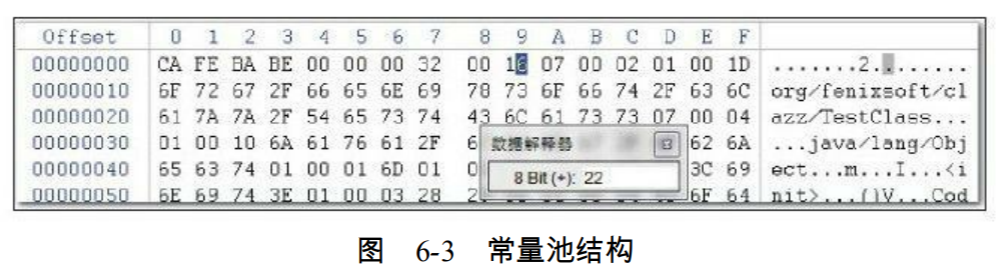 Offset 0 1 2 3 4 5 6 7 8 9 A B C D E F
00000000 CA FE BA BE 00 00 00 32 00 16 07 00 02 01 00 1D .......2........
00000010 6F 72 67 2F 66 65 6E 69 78 73 6F 66 74 2F 63 6C org/fenixsoft/cl
00000020 61 7A 7A 2F 54 65 73 74 43 6C 61 73 73 07 00 04 azz/TestClass...
00000030 01 00 10 6A 61 76 61 2F 6 62 6A ...java/lang/Obj
数据解释器
00000040 65 63 74 01 00 01 6D 01 0 3C 69 ect...m...I...<i
8 Bit (+): 22
00000050 6E 69 74 3E 01 00 03 28 6F 64 nit>...()V...Cod
图 6-3 常量池结构